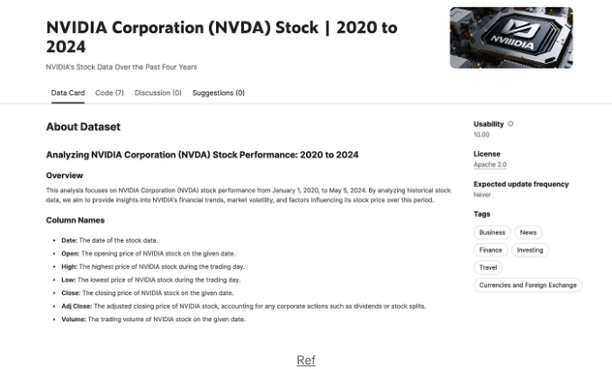 NVIDIA Corporation (NVDA) Stock | 2020 to
2024
NVIDIA's Stock Data Over the Past Four Years
NVIIDIA
Data Card Code (7) Discussion (0) Suggestions (0)
About Dataset
Analyzing NVIDIA Corporation (NVDA) Stock Performance: 2020 to 2024
Overview
This analysis focuses on NVIDIA Corporation (NVDA) stock performance from January 1, 2020, to May 5, 2024. By analyzing historical stock
data, we aim to provide insights into NVIDIA's financial trends, market volatility, and factors influencing its stock price over this period.
Column Names
• Date: The date of the stock data.
• Open: The opening price of NVIDIA stock on the given date.
• High: The highest price of NVIDIA stock during the trading day.
• Low: The lowest price of NVIDIA stock during the trading day.
• Close: The closing price of NVIDIA stock on the given date.
• Adj Close: The adjusted closing price of NVIDIA stock, accounting for any corporate actions such as dividends or stock splits.
• Volume: The trading volume of NVIDIA stock on the given date.
Usability
10.00
License
Apache 2.0
Expected update frequency
Never
Tags
Business News
Finance Investing
Travel
Currencies and Foreign Exchange
Ref